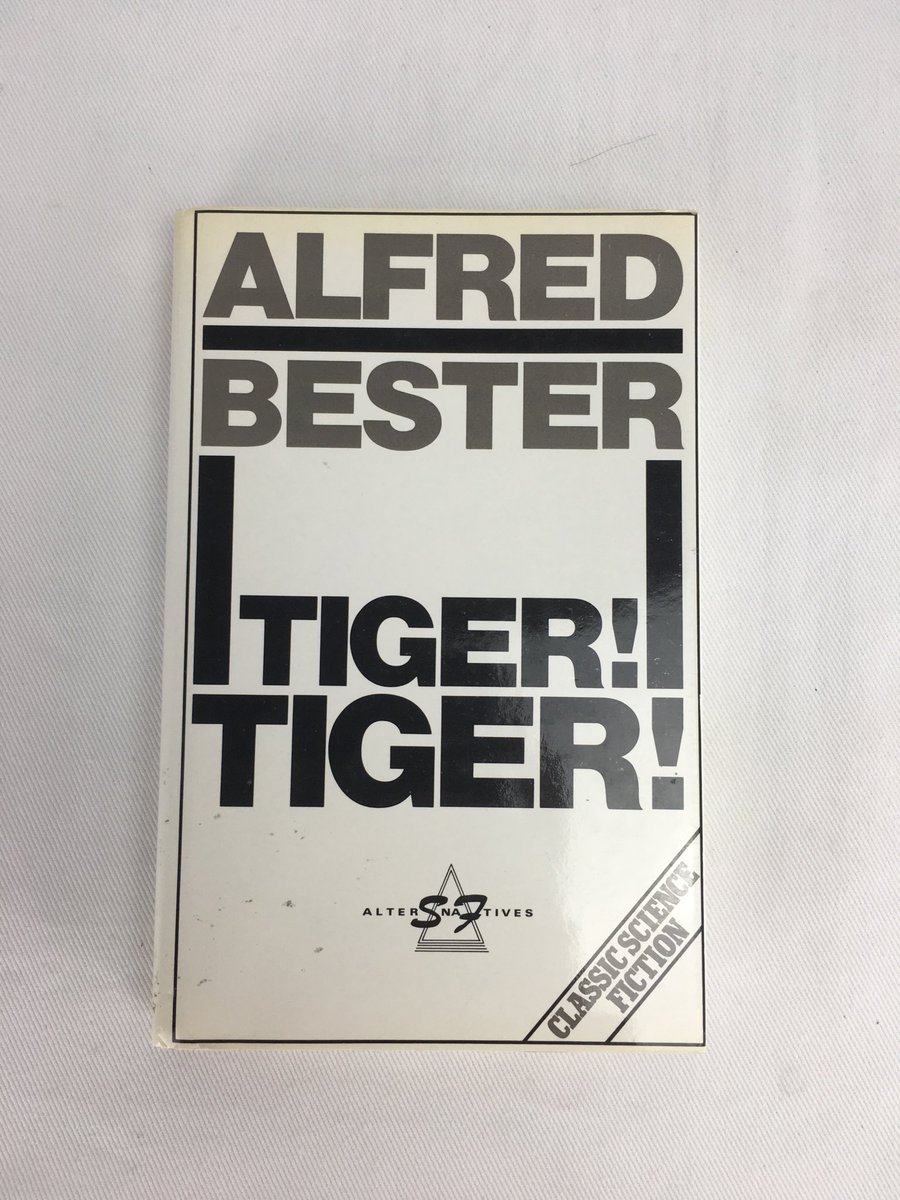 ALFRED
BESTER
TIGER!
TIGER!
ALTERNATIVES
SF
CLASSIC SCIENCE
FICTION